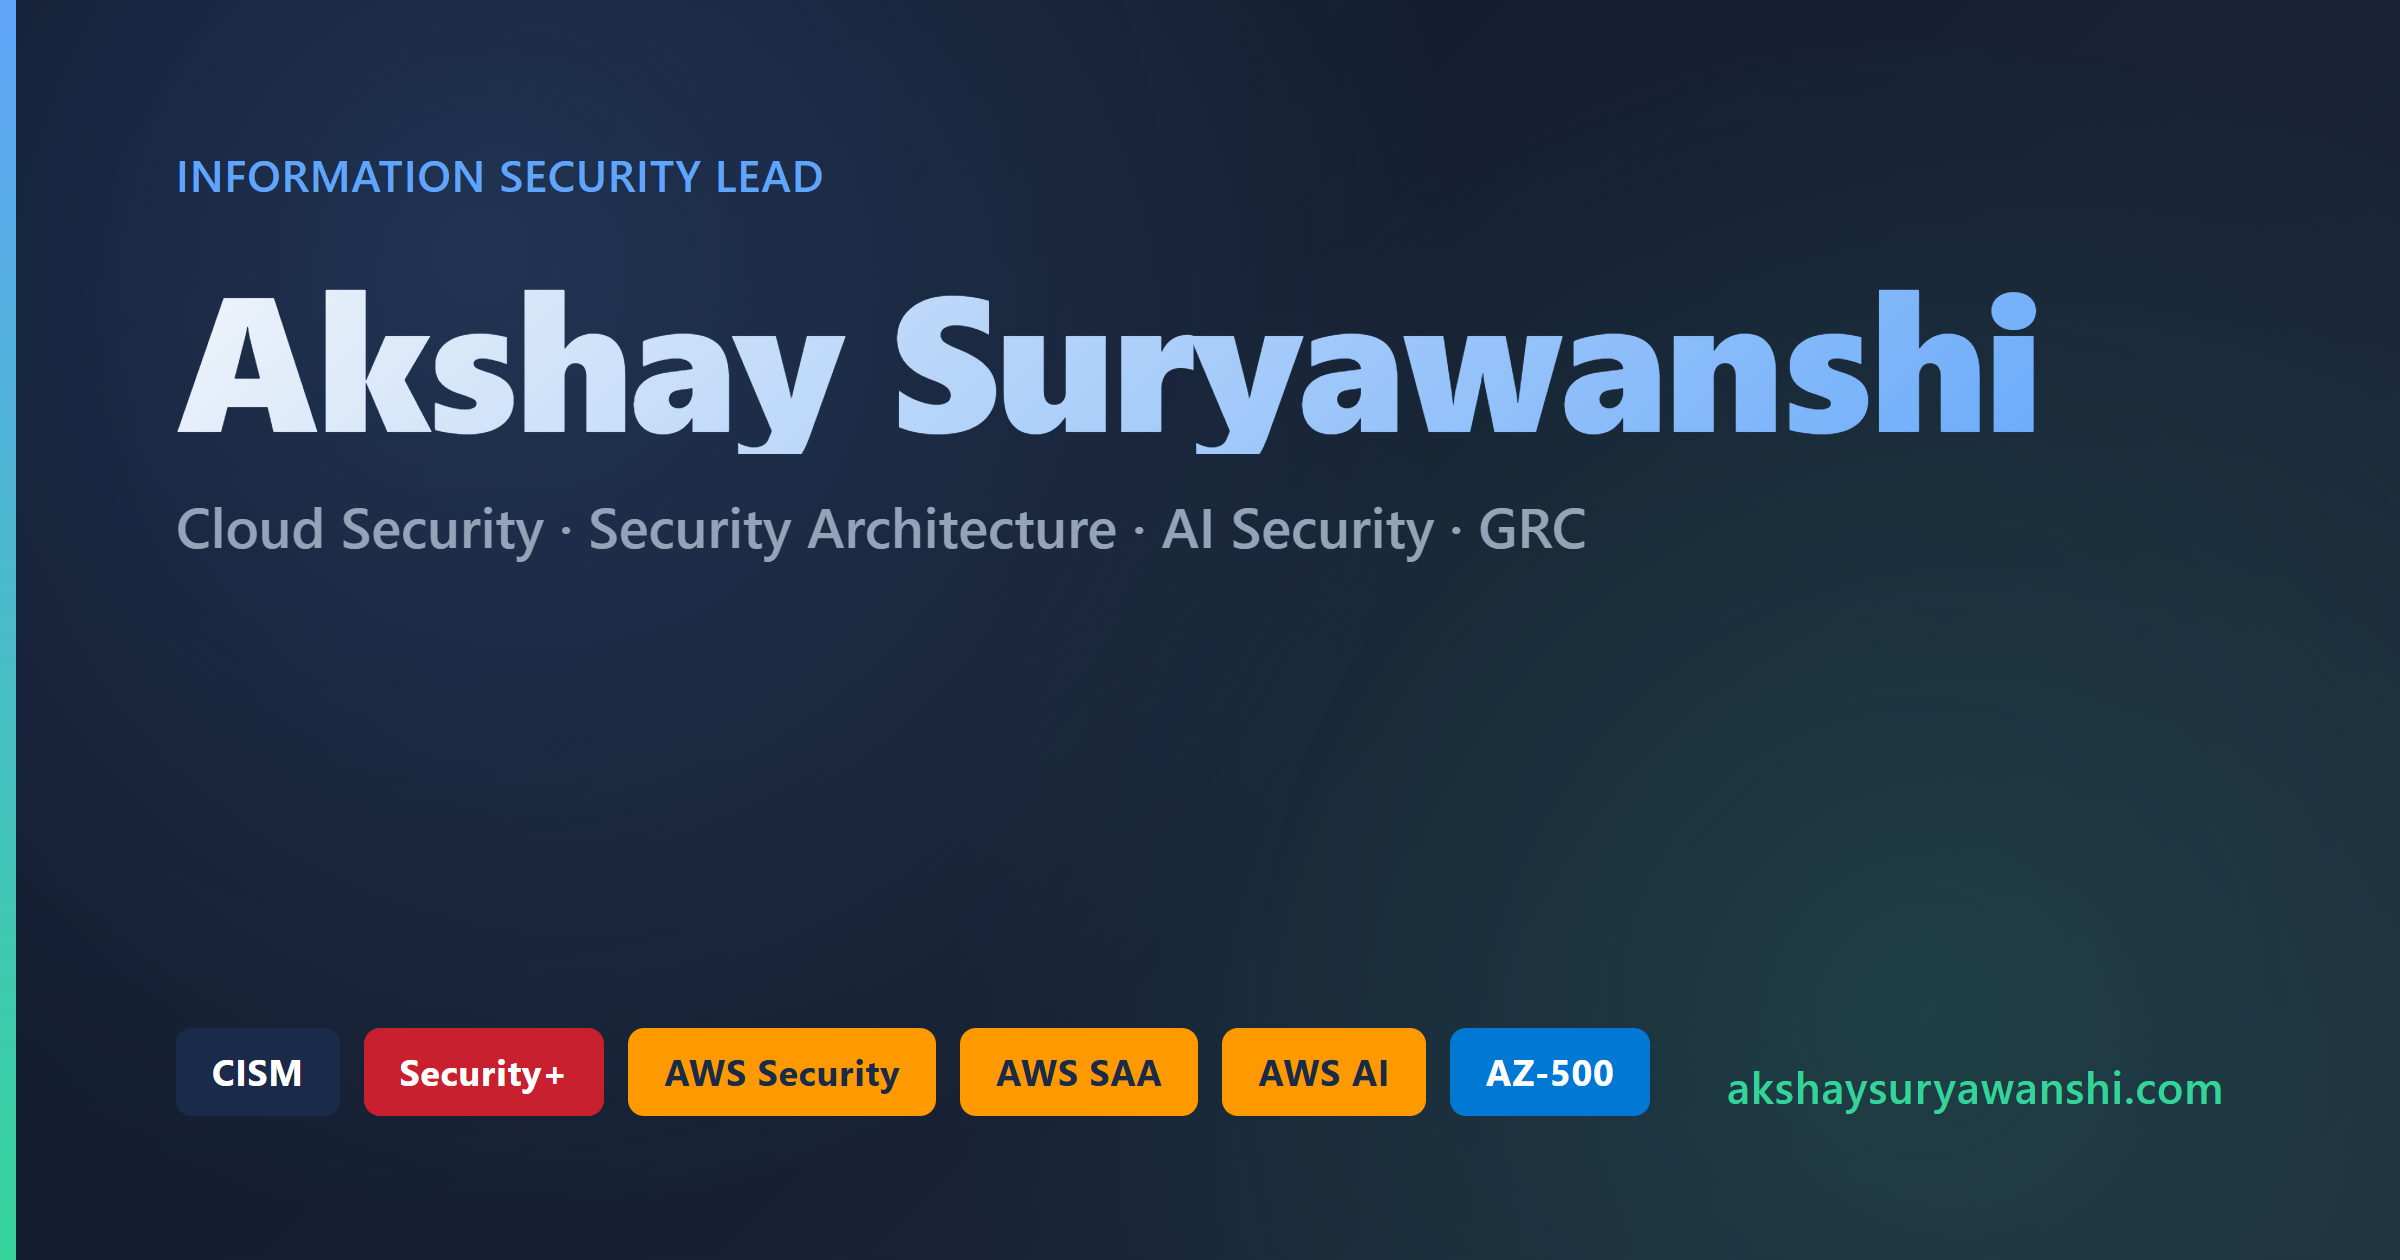 INFORMATION SECURITY LEAD
Akshay Suryawanshi
Cloud Security · Security Architecture · AI Security · GRC
CISM Security+ AWS Security AWS SAA AWS AI AZ-500 akshaysuryawanshi.com